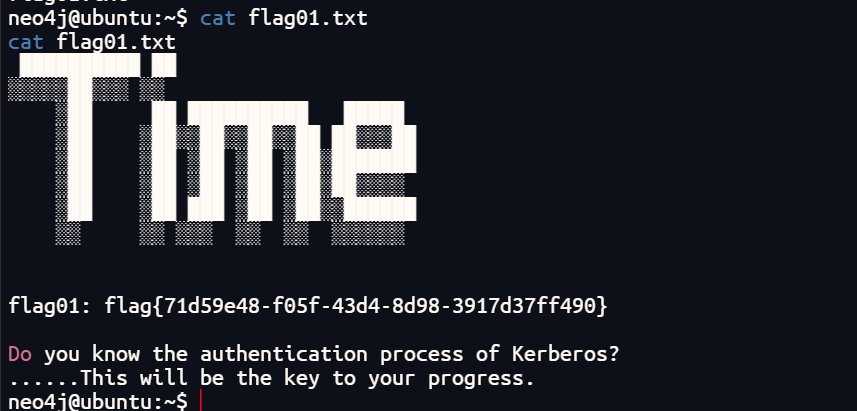 neo4j@ubuntu:~$ cat flag01.txt
cat flag01.txt
Time
flag01: flag{71d59e48-f05f-43d4-8d98-3917d37ff490}
Do you know the authentication process of Kerberos?
......This will be the key to your progress.
neo4j@ubuntu:~$